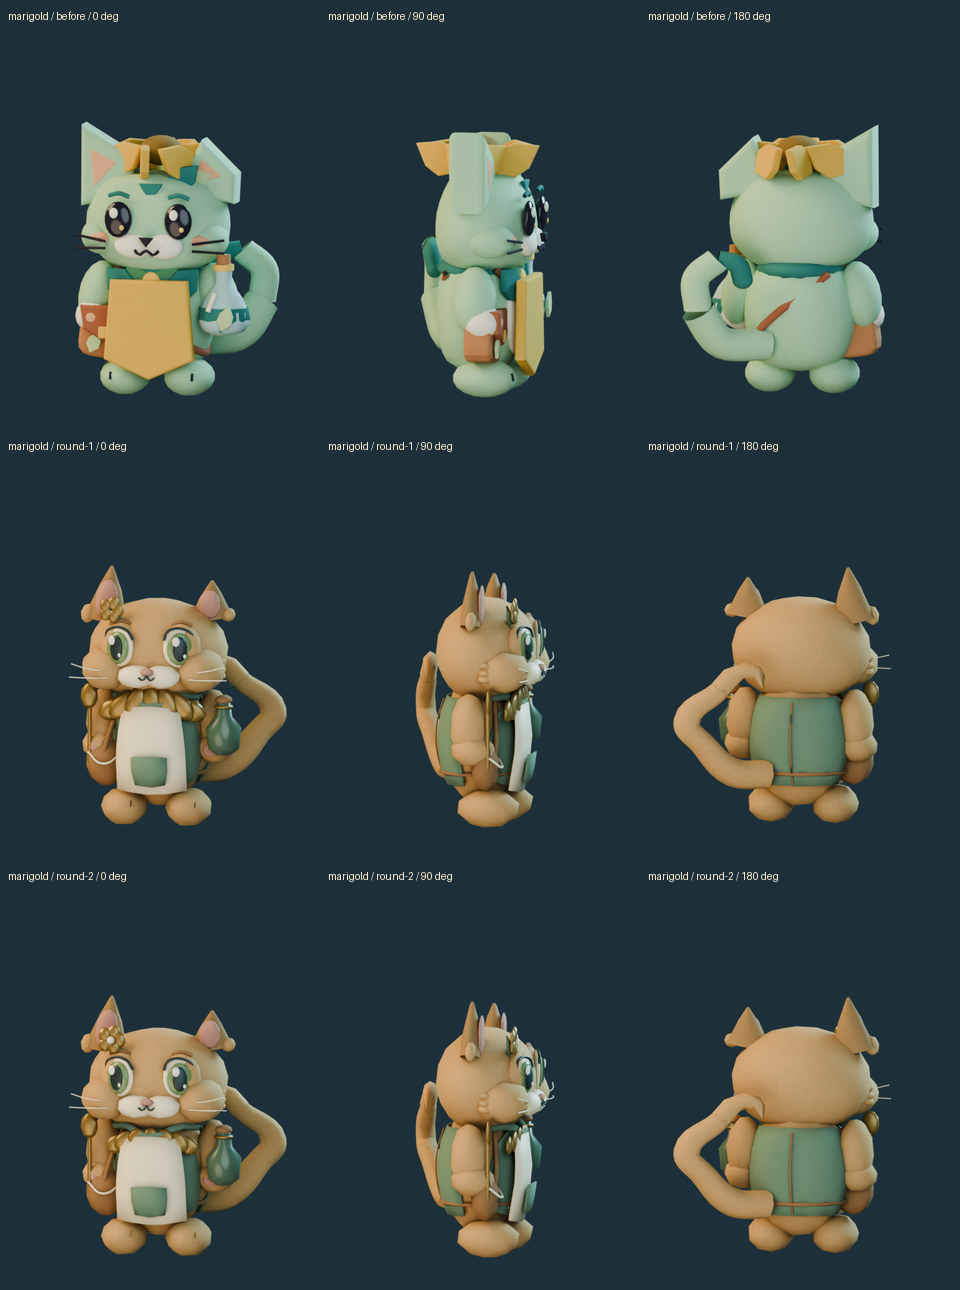 marigold / before / 0 deg
marigold / before / 90 deg
marigold / before / 180 deg
marigold / round-1 / 0 deg
marigold / round-1 / 90 deg
marigold / round-1 / 180 deg
marigold / round-2 / 0 deg
marigold / round-2 / 90 deg
marigold / round-2 / 180 deg